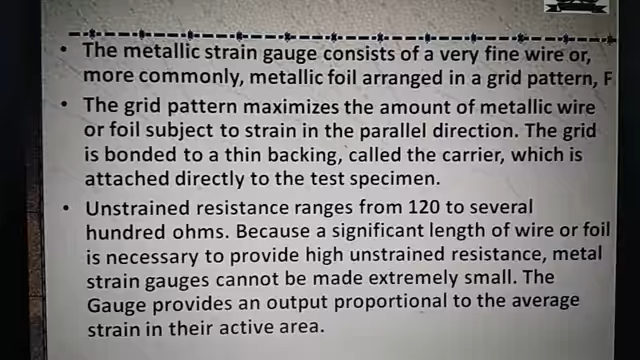 • The metallic strain gauge consists of a very fine wire or,
more commonly, metallic foil arranged in a grid pattern, F
• The grid pattern maximizes the amount of metallic wire
or foil subject to strain in the parallel direction. The grid
is bonded to a thin backing, called the carrier, which is
attached directly to the test specimen.
• Unstrained resistance ranges from 120 to several
hundred ohms. Because a significant length of wire or foil
is necessary to provide high unstrained resistance, metal
strain gauges cannot be made extremely small. The
Gauge provides an output proportional to the average
strain in their active area.